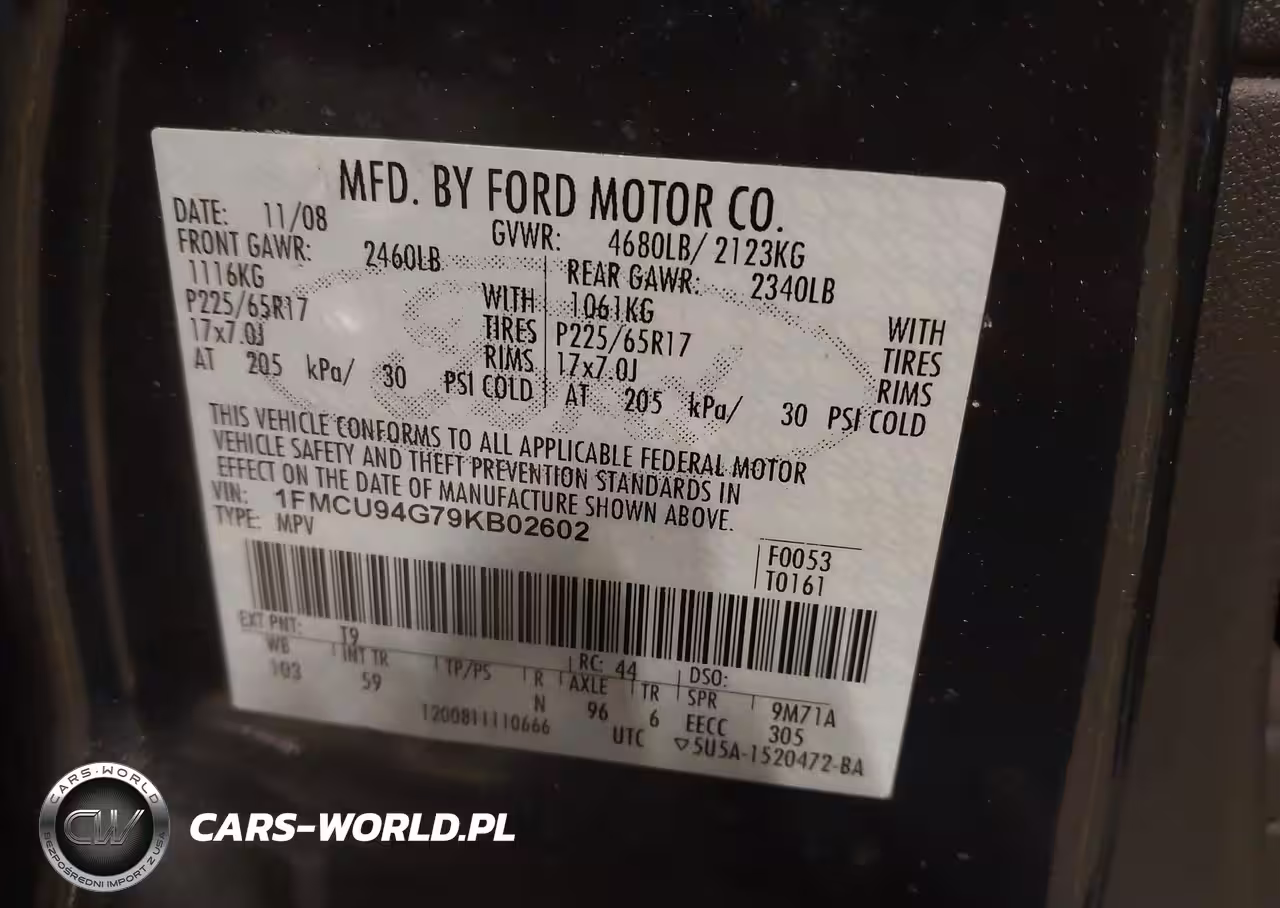 MFD. BY FORD MOTOR CO.
DATE: 11/08 GVWR: 4680LB/ 2123KG
FRONT GAWR: 2460LB REAR GAWR: 2340LB
1116KG WITH 1061KG WITH
P225/65R17 TIRES P225/65R17 TIRES
17x7.0J RIMS 17x7.0J RIMS
AT 205 kPa/ 30 PSI COLD AT 205 kPa/ 30 PSI COLD
THIS VEHICLE CONFORMS TO ALL APPLICABLE FEDERAL MOTOR
VEHICLE SAFETY AND THEFT PREVENTION STANDARDS IN
EFFECT ON THE DATE OF MANUFACTURE SHOWN ABOVE.
VIN: 1FMCU94G79KB02602
TYPE: MPV
F0053
T0161
EXT PNT: T9 RC: 44 DSO:
WB INT TR TP/PS R AXLE TR SPR 9M71A
103 59 N 96 6 EECC 305
1200811110666 UTC ▽5U5A-1520472-BA
CARS-WORLD
CW
BEZPOŚREDNI IMPORT Z USA
CARS-WORLD.PL